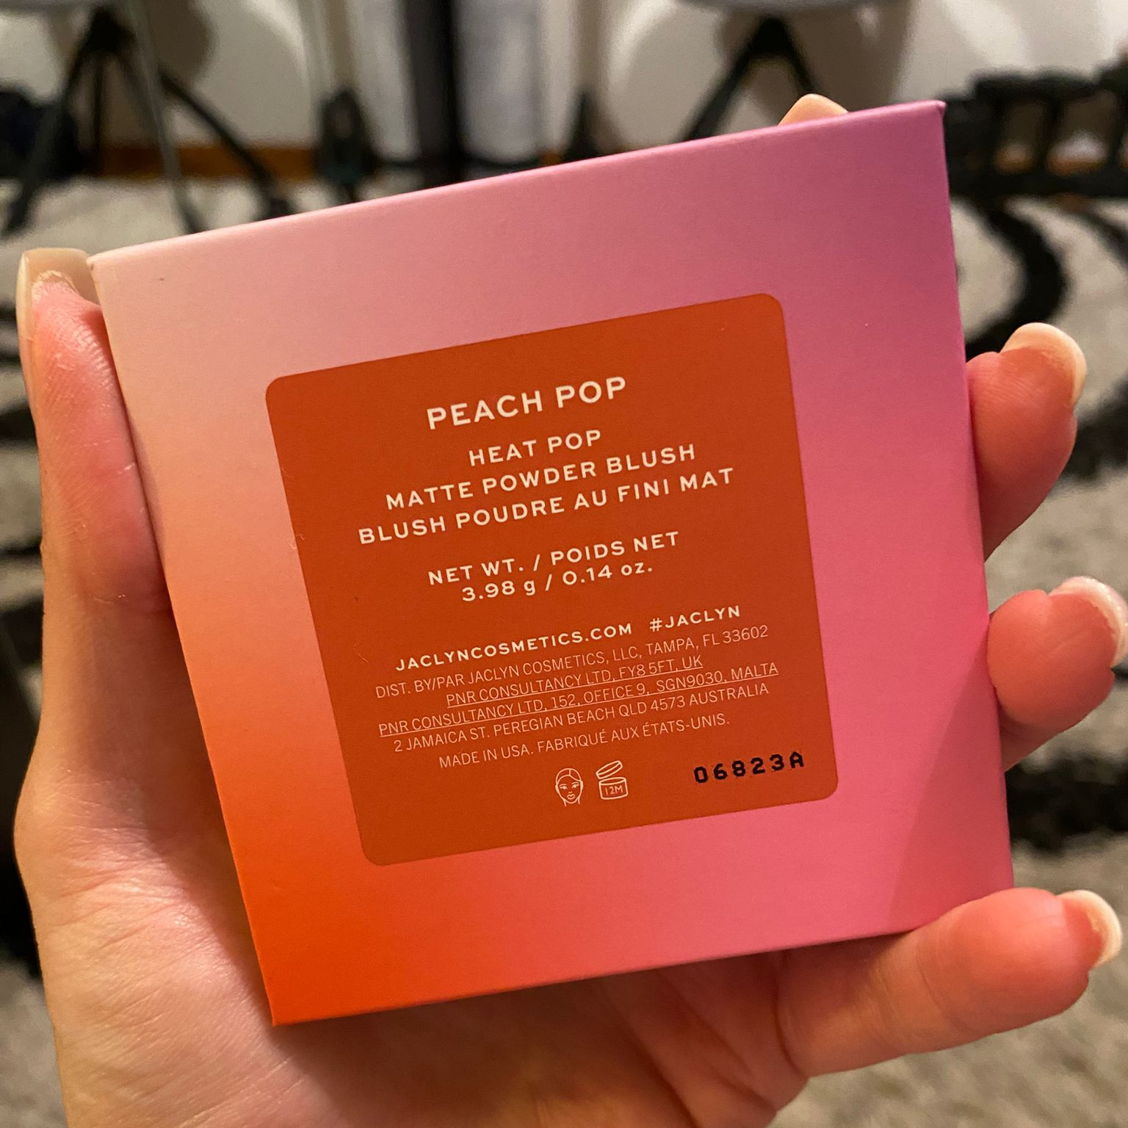 PEACH POP
HEAT POP
MATTE POWDER BLUSH
BLUSH POUDRE AU FINI MAT
NET WT. / POIDS NET
3.98 g / 0.14 oz.
JACLYNCOSMETICS.COM #JACLYN
DIST. BY/PAR JACLYN COSMETICS, LLC, TAMPA, FL 33602
PNR CONSULTANCY LTD, FY8 5FT, UK
PNR CONSULTANCY LTD, 152, OFFICE 9, SGN9030, MALTA
2 JAMAICA ST. PEREGIAN BEACH QLD 4573 AUSTRALIA
MADE IN USA. FABRIQUÉ AUX ÉTATS-UNIS.
12M
06823A